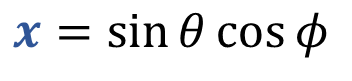 x = sin θ cos ϕ